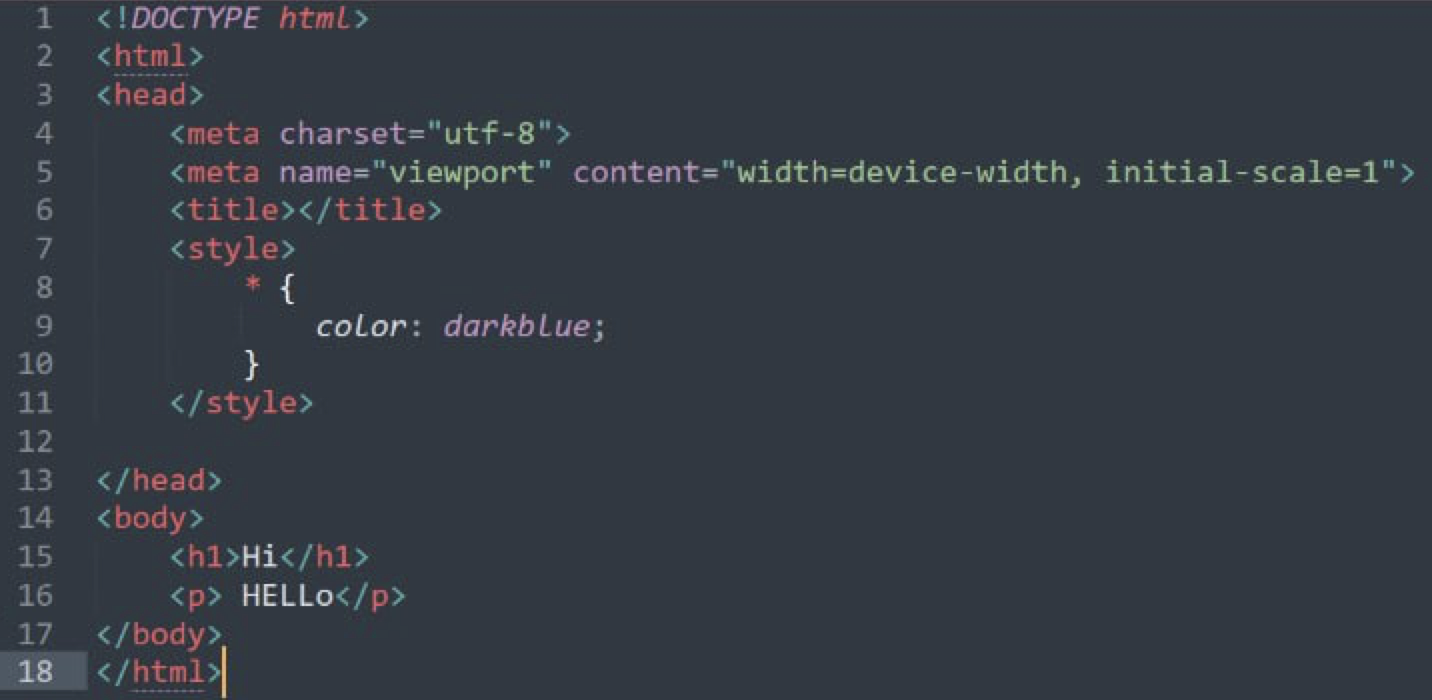 1 <!DOCTYPE html>
2 <html>
3 <head>
4     <meta charset="utf-8">
5     <meta name="viewport" content="width=device-width, initial-scale=1">
6     <title></title>
7     <style>
8         * {
9             color: darkblue;
10         }
11     </style>
12
13 </head>
14 <body>
15     <h1>Hi</h1>
16     <p> HELLo</p>
17 </body>
18 </html>